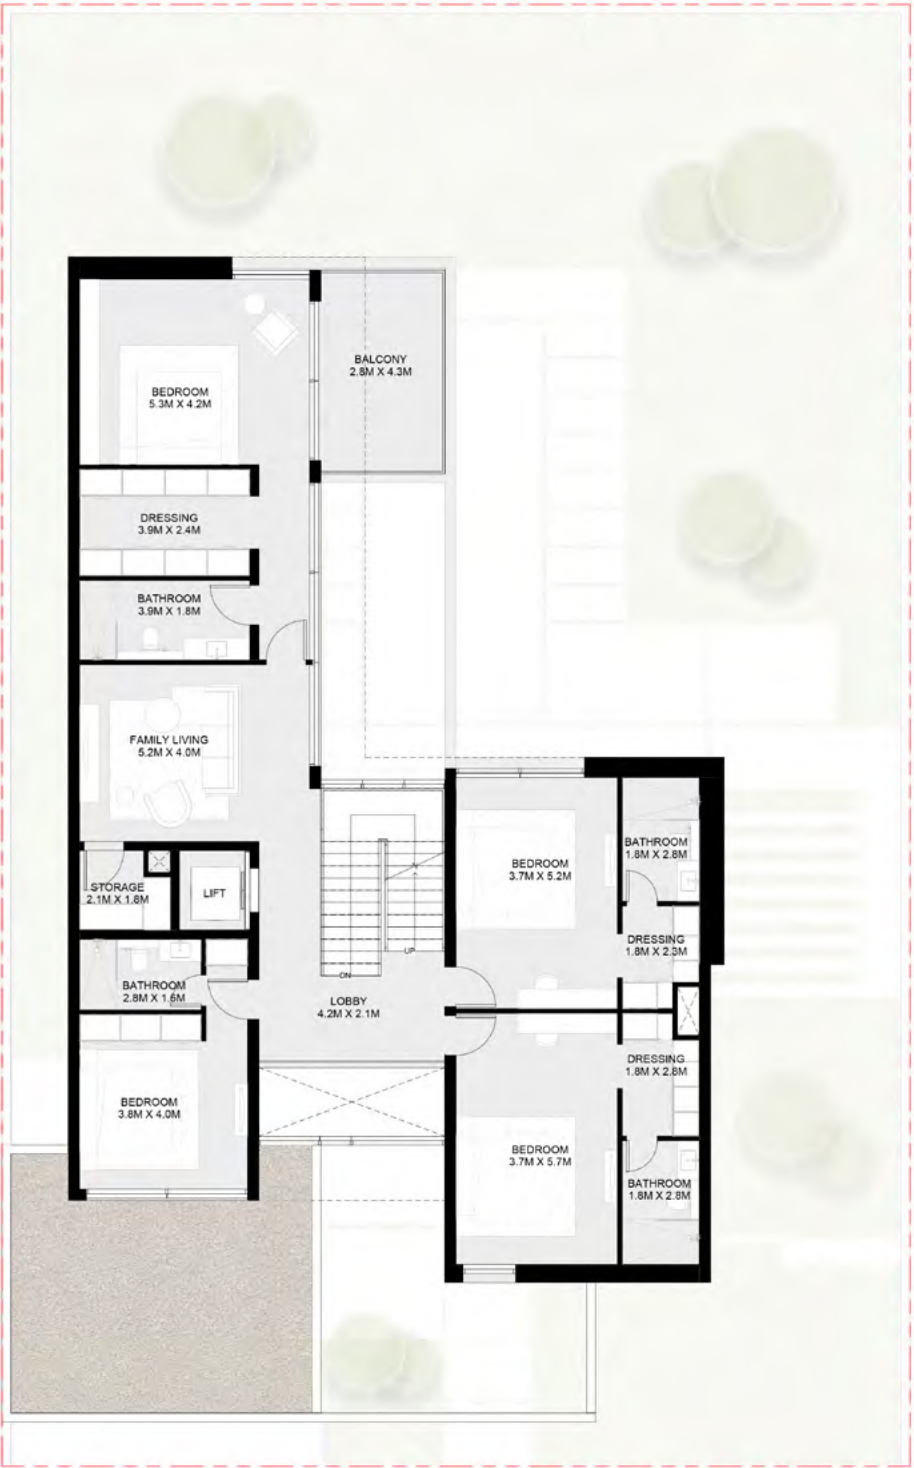 BALCONY
2.8M X 4.3M
BEDROOM
5.3M X 4.2M
DRESSING
3.9M X 2.4M
BATHROOM
3.9M X 1.8M
FAMILY LIVING
5.2M X 4.0M
STORAGE
2.1M X 1.8M
LIFT
BEDROOM
3.7M X 5.2M
BATHROOM
1.8M X 2.8M
DRESSING
1.8M X 2.3M
UP
DN
BATHROOM
2.8M X 1.6M
LOBBY
4.2M X 2.1M
DRESSING
1.8M X 2.8M
BEDROOM
3.8M X 4.0M
BEDROOM
3.7M X 5.7M
BATHROOM
1.8M X 2.8M